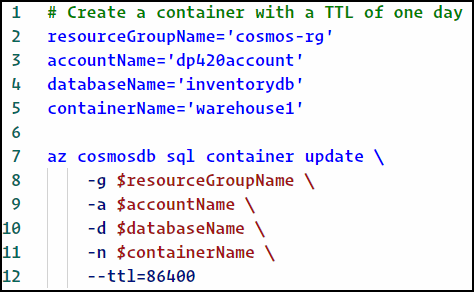 1 # Create a container with a TTL of one day
2 resourceGroupName='cosmos-rg'
3 accountName='dp420account'
4 databaseName='inventorydb'
5 containerName='warehouse1'
6
7 az cosmosdb sql container update \
8 -g $resourceGroupName \
9 -a $accountName \
10 -d $databaseName \
11 -n $containerName \
12 --ttl=86400